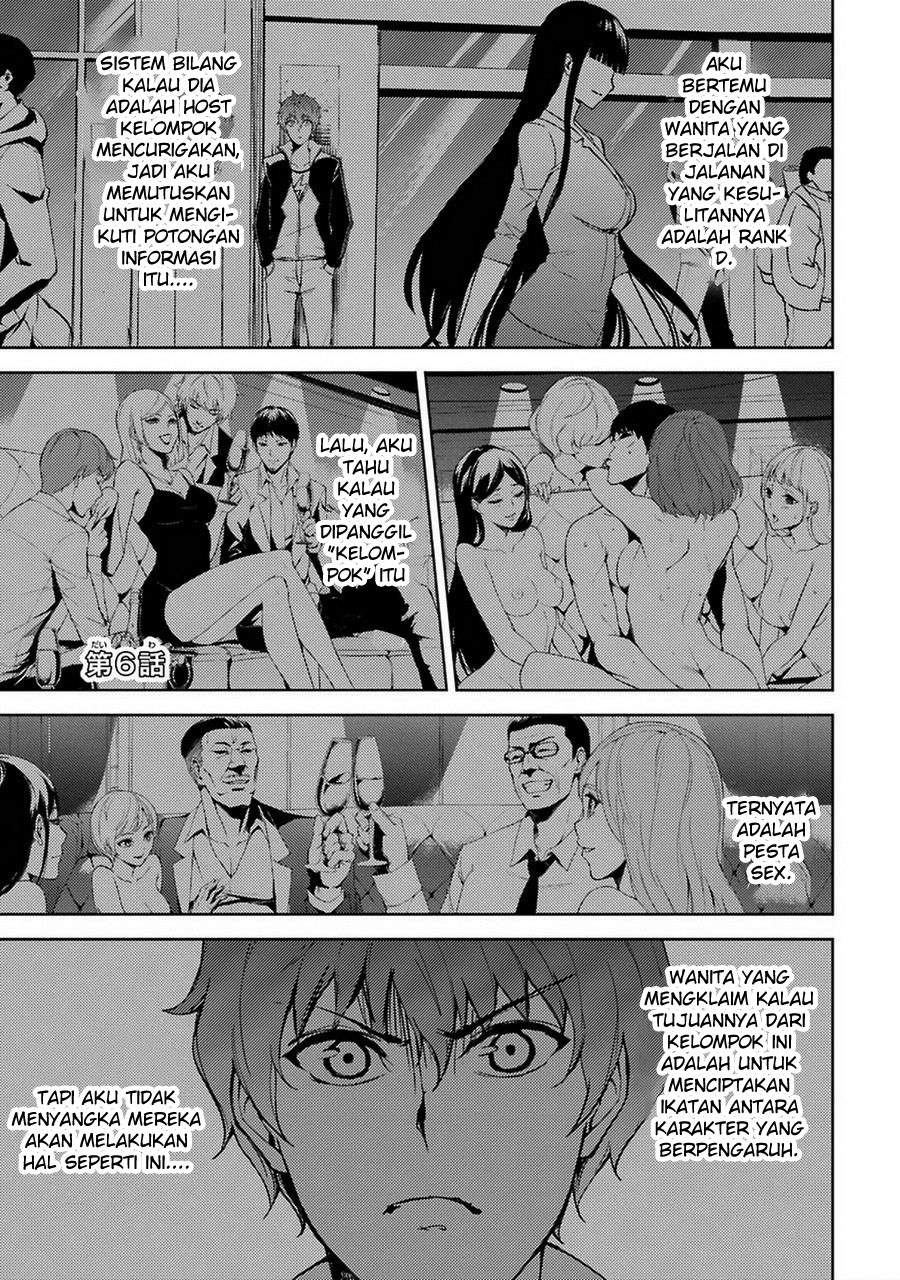 AKU
BERTEMU
DENGAN
WANITA YANG
BERJALAN DI
JALANAN
YANG KESU-
LITANNYA
ADALAH RANK
D.
SISTEM BILANG
KALAU DIA
ADALAH HOST
KELOMPOK
MENCURIGAKAN,
JADI AKU
MEMUTUSKAN
UNTUK MENGI-
KUTI POTONGAN
INFORMASI
ITU....
LALU, AKU
TAHU
KALAU
YANG
DIPANGGIL
"KELOM-
POK" ITU
だい わ
第6話
TERNYATA
ADALAH
PESTA
SEX.
WANITA YANG
MENGKLAIM KALAU
TUJUANNYA DARI
KELOMPOK INI
ADALAH UNTUK
MENCIPTAKAN
IKATAN ANTARA
KARAKTER YANG
BERPENGARUH.
TAPI AKU TIDAK
MENYANGKA MEREKA
AKAN MELAKUKAN
HAL SEPERTI INI....